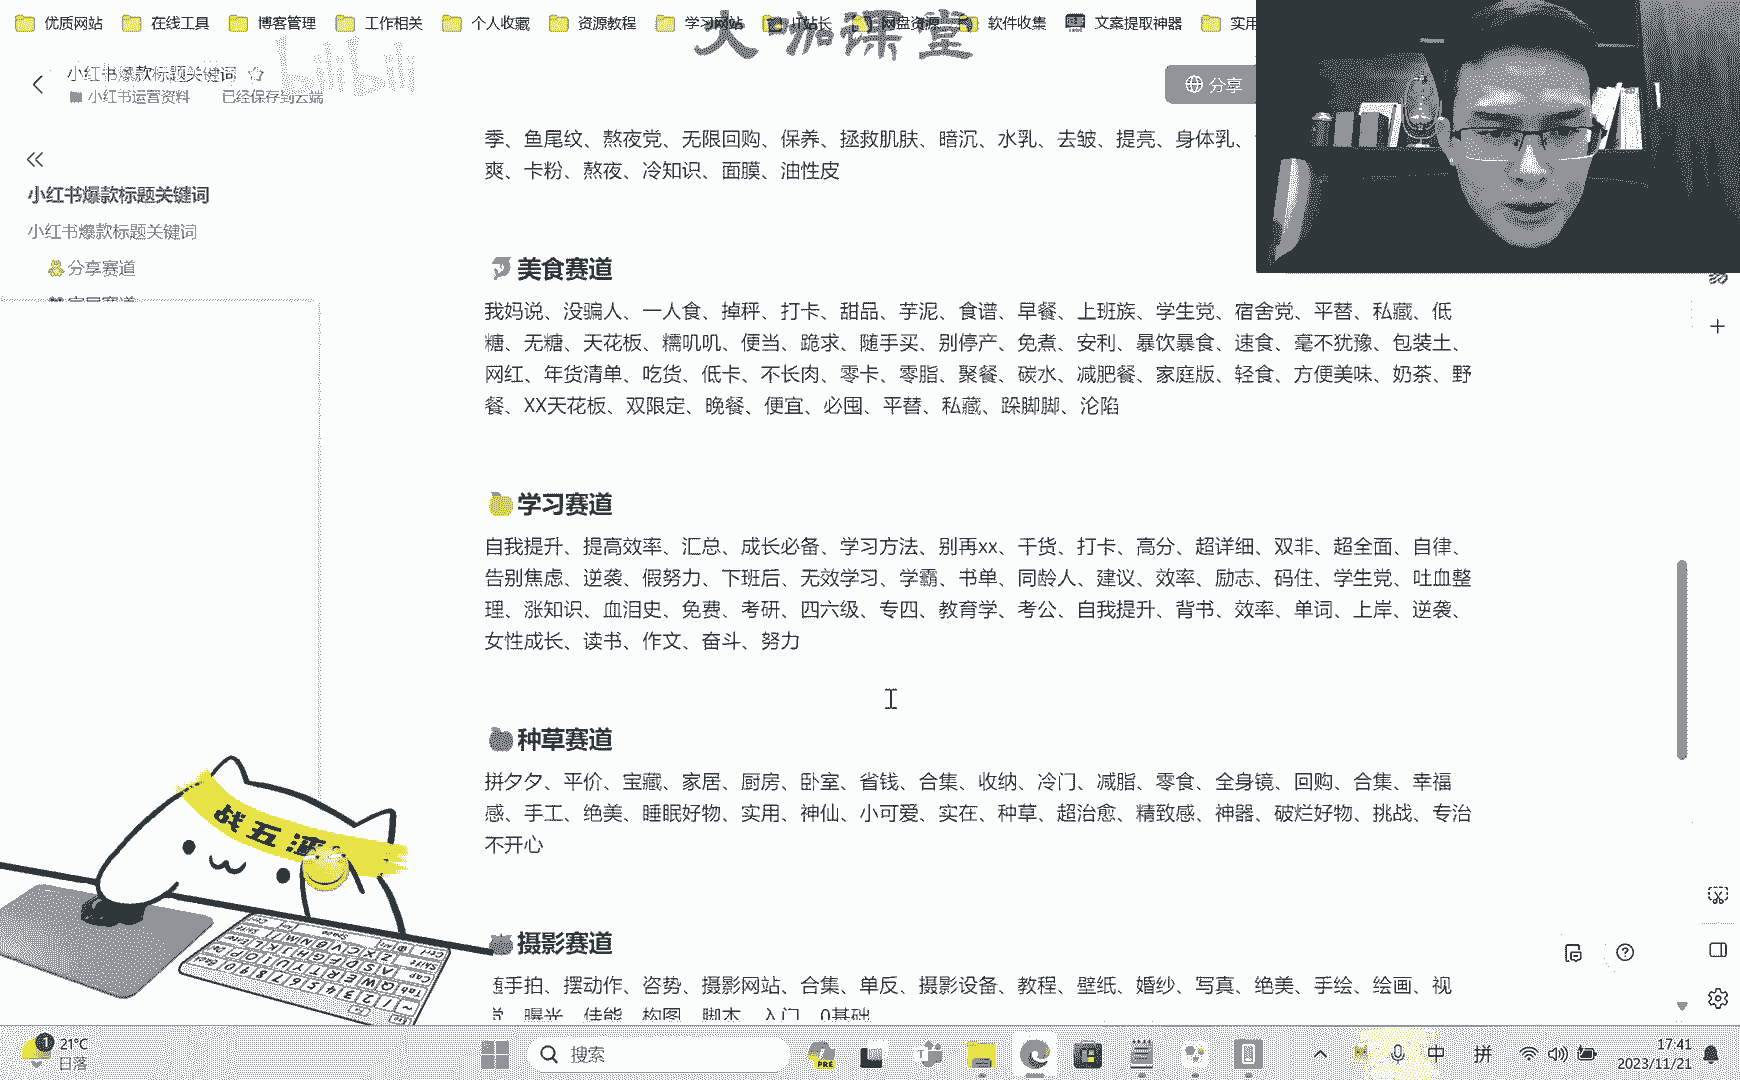 优质网站 在线工具 博客管理 工作相关 个人收藏 资源教程 学习网站 IT站长 网盘资源 软件收集 文案提取神器 实用
大咖课堂
bilibili
小红书爆款标题关键词
小红书运营资料 已经保存到云端
分享
小红书爆款标题关键词
小红书爆款标题关键词
分享赛道
季、鱼尾纹、熬夜党、无限回购、保养、拯救肌肤、暗沉、水乳、去皱、提亮、身体乳、
爽、卡粉、熬夜、冷知识、面膜、油性皮
美食赛道
我妈说、没骗人、一人食、掉秤、打卡、甜品、芋泥、食谱、早餐、上班族、学生党、宿舍党、平替、私藏、低
糖、无糖、天花板、糯叽叽、便当、跪求、随手买、别停产、免煮、安利、暴饮暴食、速食、毫不犹豫、包装土、
网红、年货清单、吃货、低卡、不长肉、零卡、零脂、聚餐、碳水、减肥餐、家庭版、轻食、方便美味、奶茶、野
餐、XX天花板、双限定、晚餐、便宜、必囤、平替、私藏、跺脚脚、沦陷
学习赛道
自我提升、提高效率、汇总、成长必备、学习方法、别再xx、干货、打卡、高分、超详细、双非、超全面、自律、
告别焦虑、逆袭、假努力、下班后、无效学习、学霸、书单、同龄人、建议、效率、励志、码住、学生党、吐血整
理、涨知识、血泪史、免费、考研、四六级、专四、教育学、考公、自我提升、背书、效率、单词、上岸、逆袭、
女性成长、读书、作文、奋斗、努力
种草赛道
拼夕夕、平价、宝藏、家居、厨房、卧室、省钱、合集、收纳、冷门、减脂、零食、全身镜、回购、合集、幸福
感、手工、绝美、睡眠好物、实用、神仙、小可爱、实在、种草、超治愈、精致感、神器、破烂好物、挑战、专治
不开心
摄影赛道
随手拍、摆动作、咨势、摄影网站、合集、单反、摄影设备、教程、壁纸、婚纱、写真、绝美、手绘、绘画、视
觉、曝光、佳能、构图、脚本、入门、0基础
战五渣
1
21°C
日落
搜索
PRE
中
拼
17:41
2023/11/21